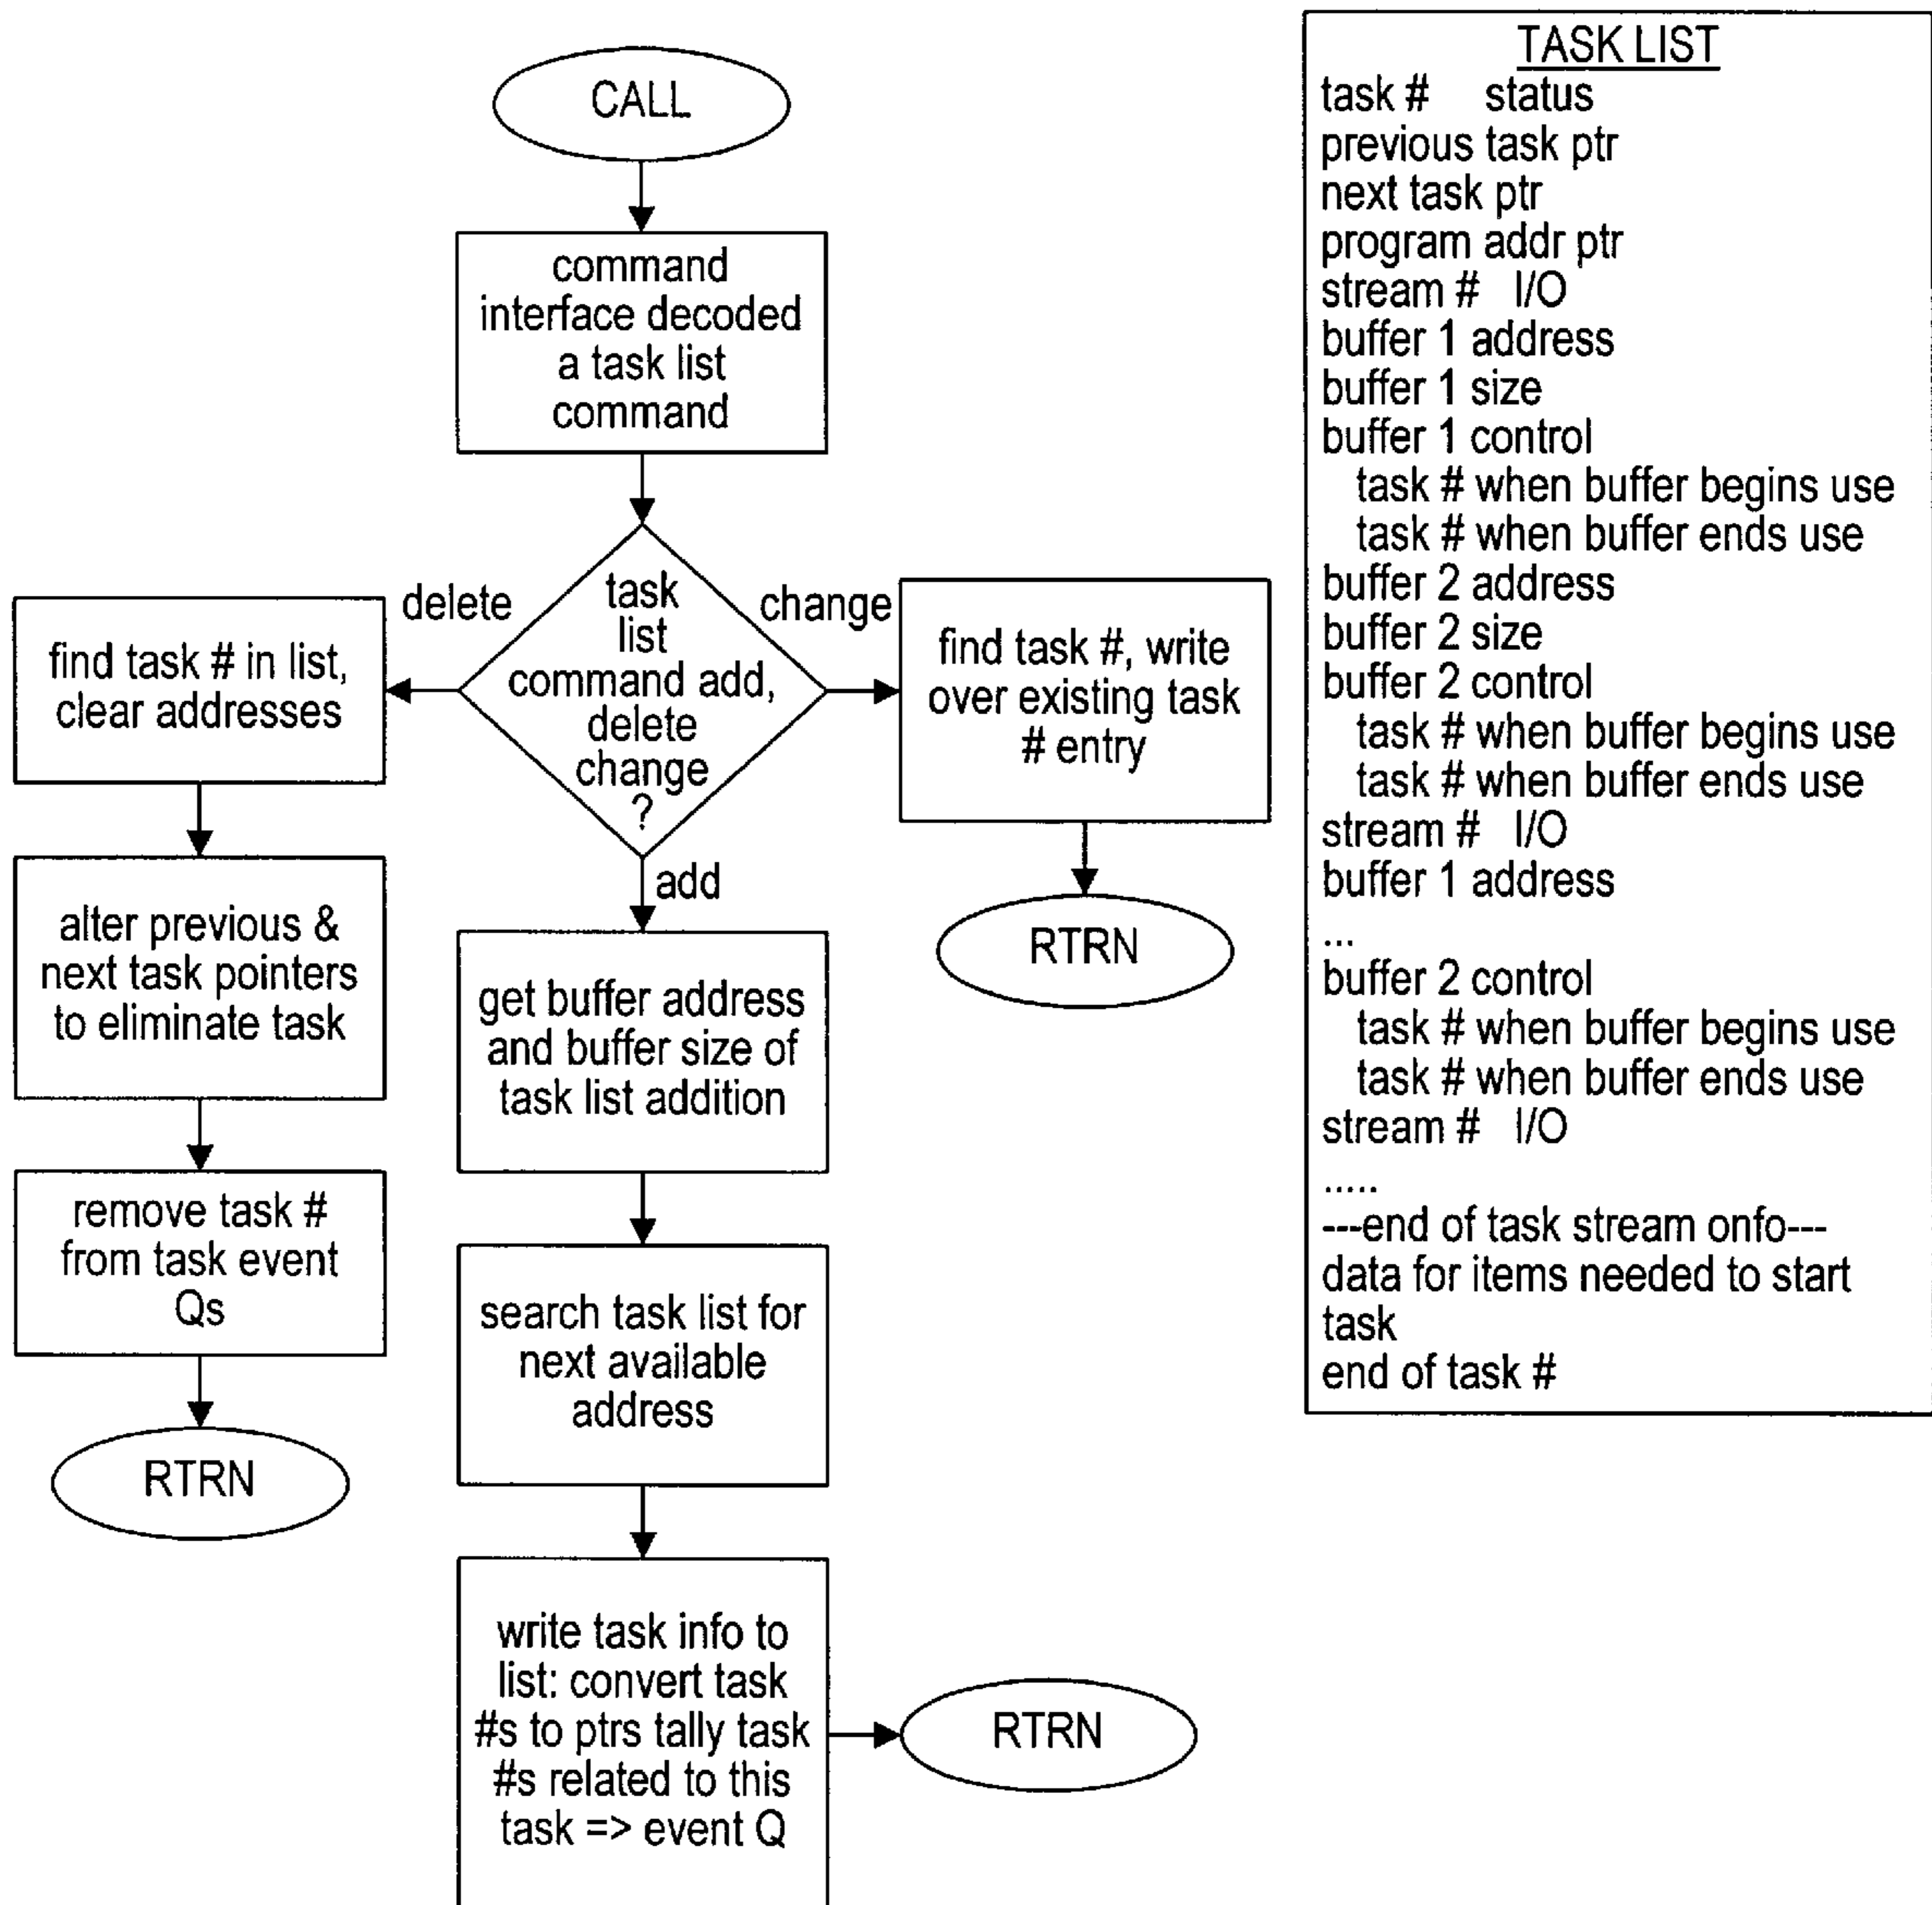 CALL
command
interface decoded
a task list
command
task
list
command add,
delete
change
?
delete
find task # in list,
clear addresses
alter previous &
next task pointers
to eliminate task
remove task #
from task event
Qs
RTRN
change
find task #, write
over existing task
# entry
RTRN
add
get buffer address
and buffer size of
task list addition
search task list for
next available
address
write task info to
list: convert task
#s to ptrs tally task
#s related to this
task => event Q
RTRN
TASK LIST
task # status
previous task ptr
next task ptr
program addr ptr
stream # I/O
buffer 1 address
buffer 1 size
buffer 1 control
task # when buffer begins use
task # when buffer ends use
buffer 2 address
buffer 2 size
buffer 2 control
task # when buffer begins use
task # when buffer ends use
stream # I/O
buffer 1 address
...
buffer 2 control
task # when buffer begins use
task # when buffer ends use
stream # I/O
.....
---end of task stream onfo---
data for items needed to start
task
end of task #